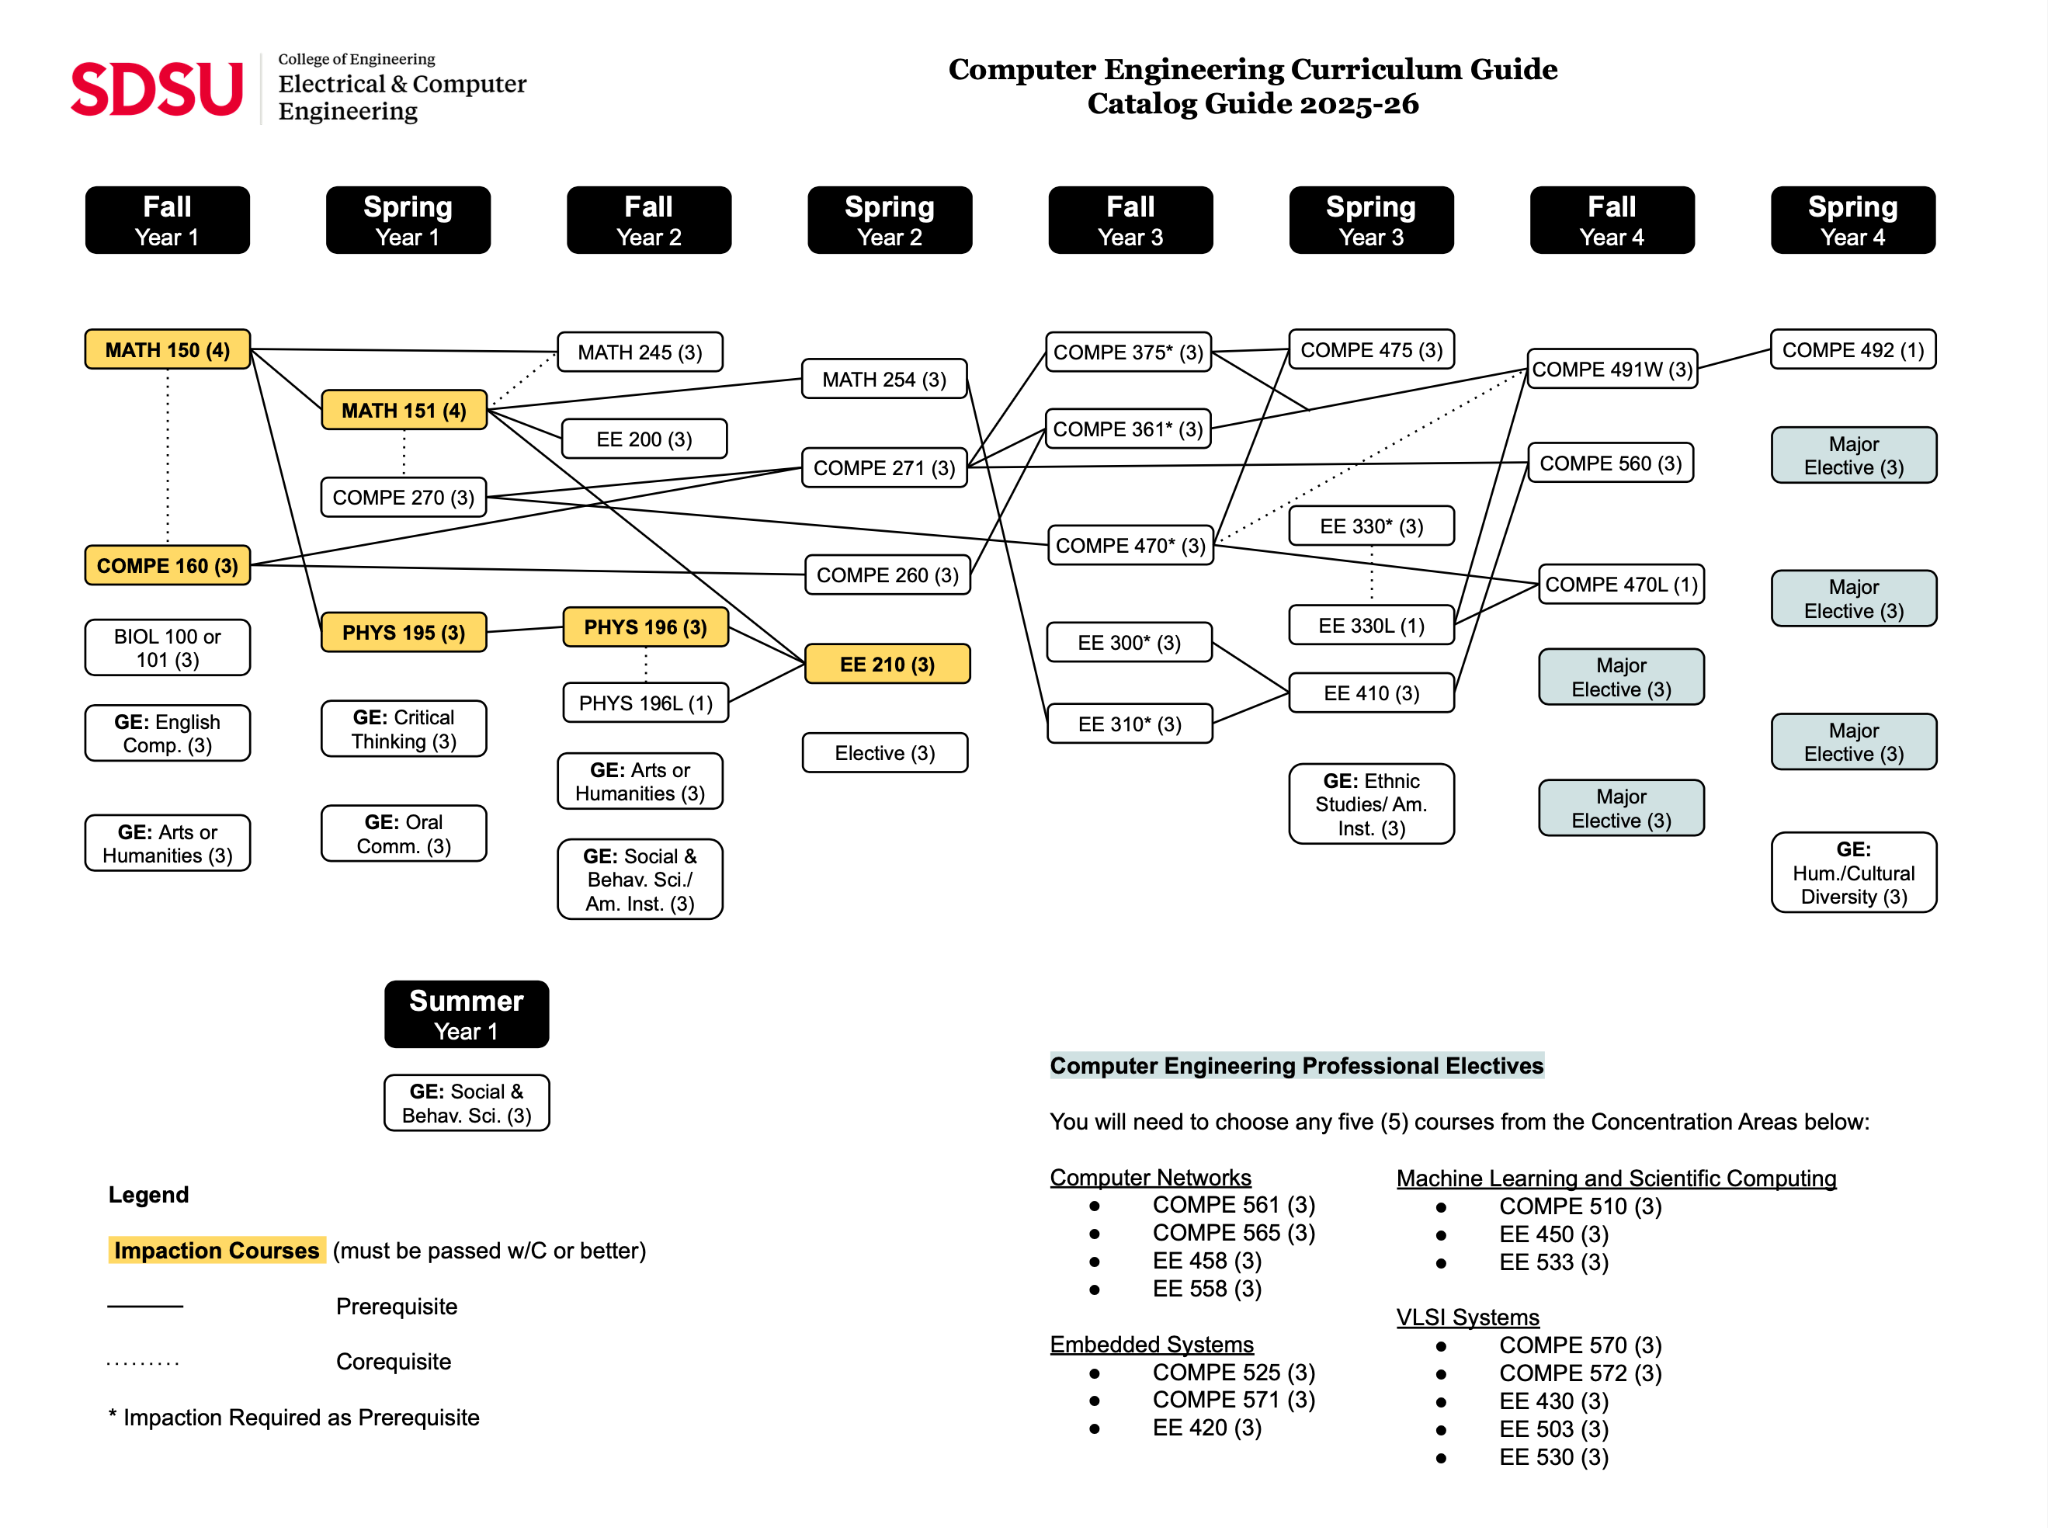 SDSU
College of Engineering
Electrical & Computer
Engineering
Computer Engineering Curriculum Guide
Catalog Guide 2025-26
Fall
Year 1
Spring
Year 1
Fall
Year 2
Spring
Year 2
Fall
Year 3
Spring
Year 3
Fall
Year 4
Spring
Year 4
MATH 150 (4)
COMPE 160 (3)
BIOL 100 or
101 (3)
GE: English
Comp. (3)
GE: Arts or
Humanities (3)
MATH 151 (4)
COMPE 270 (3)
PHYS 195 (3)
GE: Critical
Thinking (3)
GE: Oral
Comm. (3)
MATH 245 (3)
EE 200 (3)
PHYS 196 (3)
PHYS 196L (1)
GE: Arts or
Humanities (3)
GE: Social &
Behav. Sci./
Am. Inst. (3)
MATH 254 (3)
COMPE 271 (3)
COMPE 260 (3)
EE 210 (3)
Elective (3)
COMPE 375* (3)
COMPE 361* (3)
COMPE 470* (3)
EE 300* (3)
EE 310* (3)
COMPE 475 (3)
EE 330* (3)
EE 330L (1)
EE 410 (3)
GE: Ethnic
Studies/ Am.
Inst. (3)
COMPE 491W (3)
COMPE 560 (3)
COMPE 470L (1)
Major
Elective (3)
Major
Elective (3)
COMPE 492 (1)
Major
Elective (3)
Major
Elective (3)
Major
Elective (3)
GE:
Hum./Cultural
Diversity (3)
Summer
Year 1
GE: Social &
Behav. Sci. (3)
Legend
Impaction Courses (must be passed w/C or better)
Prerequisite
Corequisite
* Impaction Required as Prerequisite
Computer Engineering Professional Electives
You will need to choose any five (5) courses from the Concentration Areas below:
Computer Networks
● COMPE 561 (3)
● COMPE 565 (3)
● EE 458 (3)
● EE 558 (3)
Embedded Systems
● COMPE 525 (3)
● COMPE 571 (3)
● EE 420 (3)
Machine Learning and Scientific Computing
● COMPE 510 (3)
● EE 450 (3)
● EE 533 (3)
VLSI Systems
● COMPE 570 (3)
● COMPE 572 (3)
● EE 430 (3)
● EE 503 (3)
● EE 530 (3)